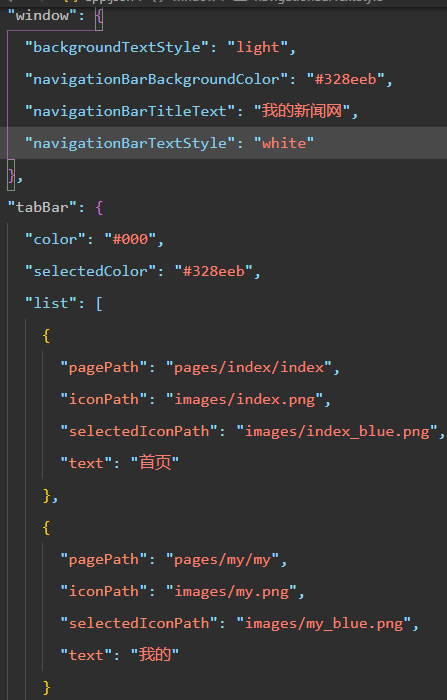 "window": {
"backgroundTextStyle": "light",
"navigationBarBackgroundColor": "#328eeb",
"navigationBarTitleText": "我的新闻网",
"navigationBarTextStyle": "white"
},
"tabBar": {
"color": "#000",
"selectedColor": "#328eeb",
"list": [
{
"pagePath": "pages/index/index",
"iconPath": "images/index.png",
"selectedIconPath": "images/index_blue.png",
"text": "首页"
},
{
"pagePath": "pages/my/my",
"iconPath": "images/my.png",
"selectedIconPath": "images/my_blue.png",
"text": "我的"
}